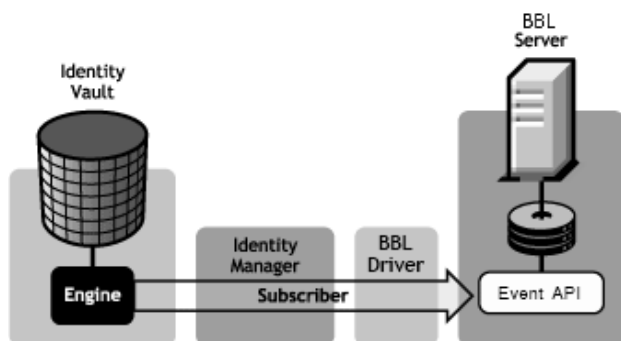 BBL
Server
Identity
Vault
Identity
Manager
BBL
Driver
Engine
Subscriber
Event API